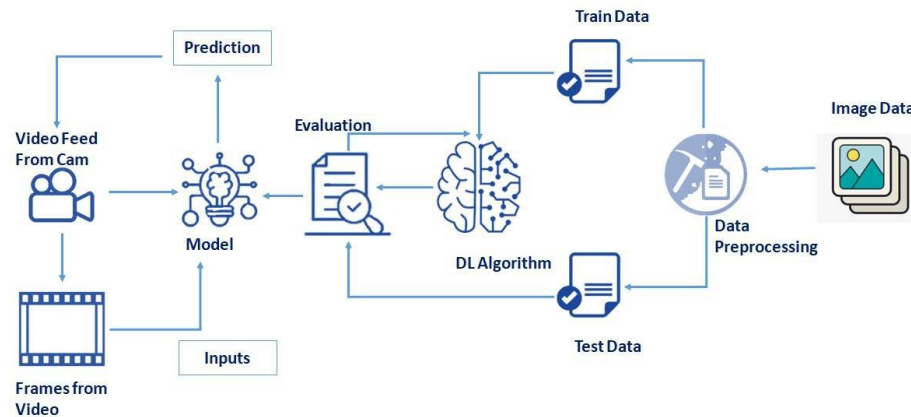 Train Data
Prediction
Image Data
Evaluation
Video Feed
From Cam
Model
Data
Preprocessing
DL Algorithm
Inputs
Test Data
Frames from
Video